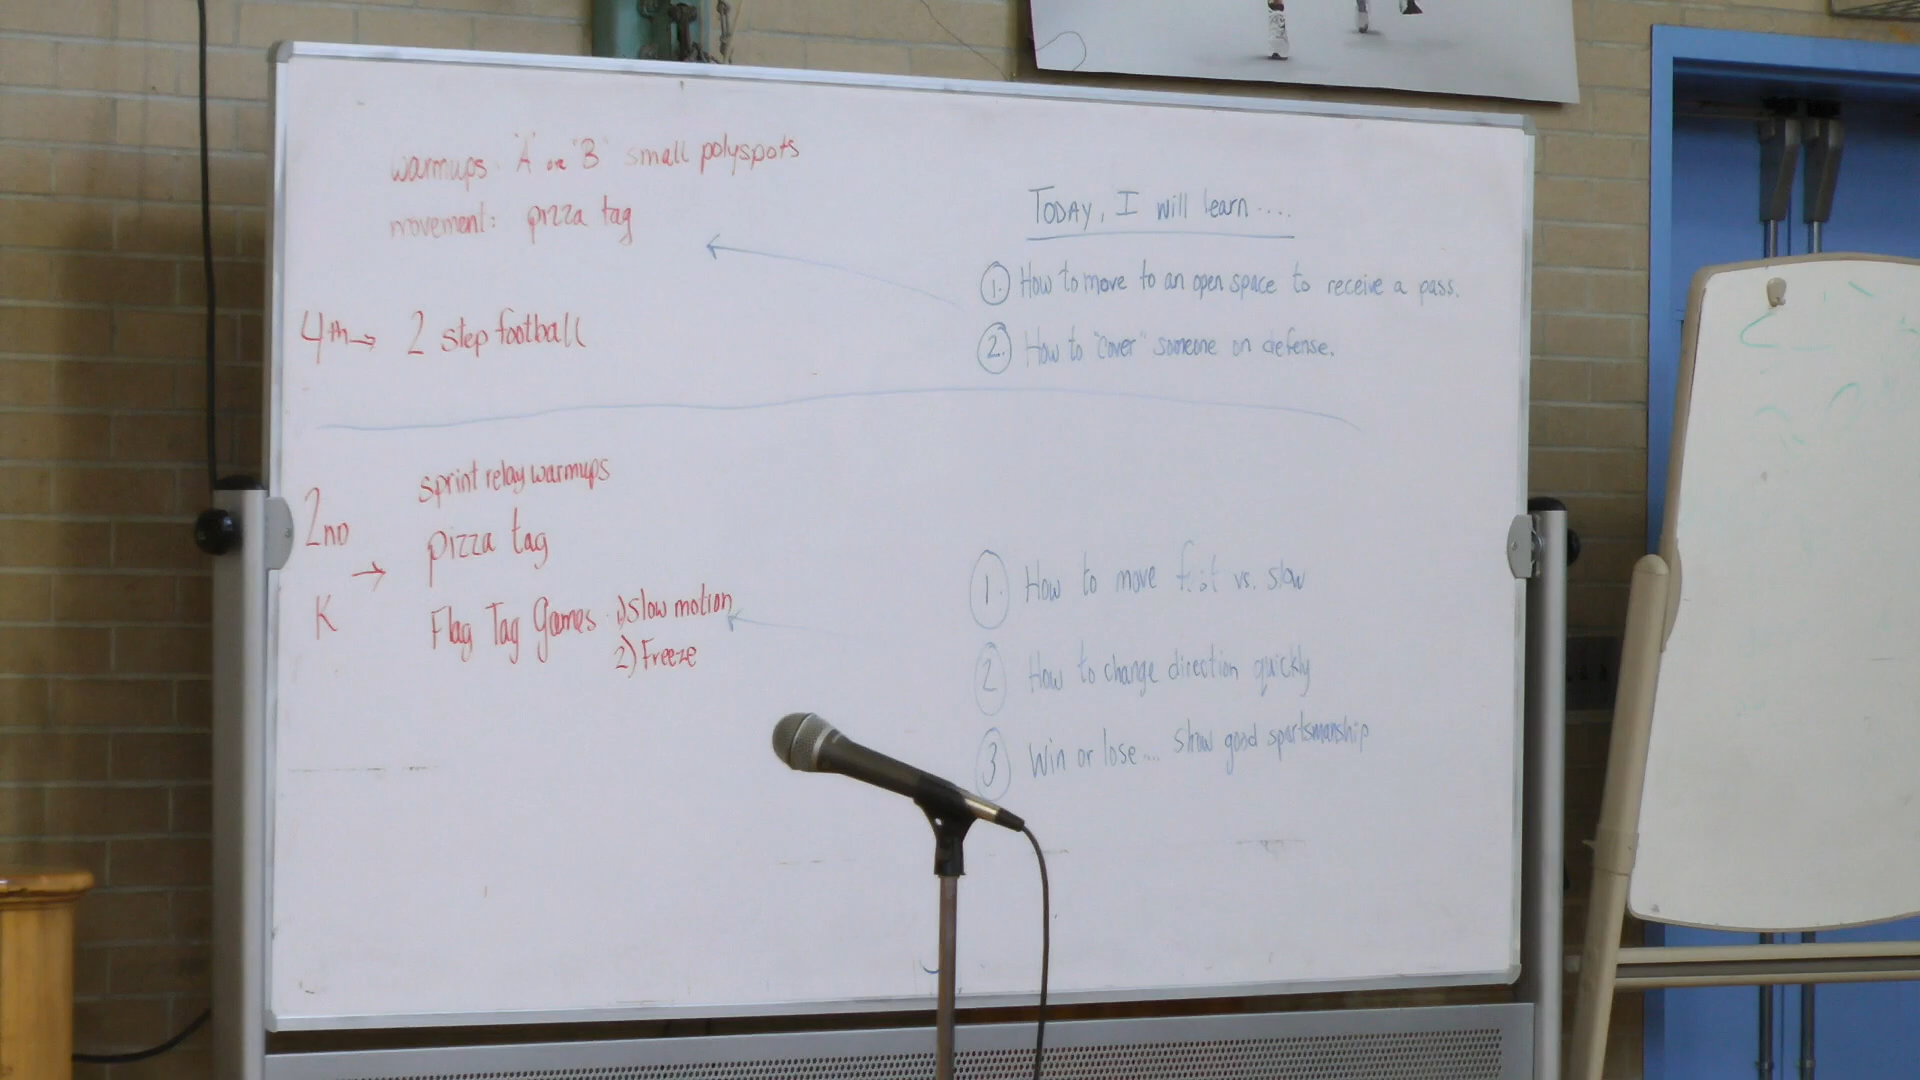 warmups: "A" or "B" small polyspots
movement: pizza tag
4th → 2 step football
TODAY, I will learn ....
1. How to move to an open space to receive a pass.
2. How to "cover" someone on defense.
2ND
K →
sprint relay warmups
pizza tag
Flag Tag Games: 1) Slow motion
2) Freeze
1. How to move fast vs. slow
2 How to change direction quickly
3 Win or lose.... show good sportsmanship